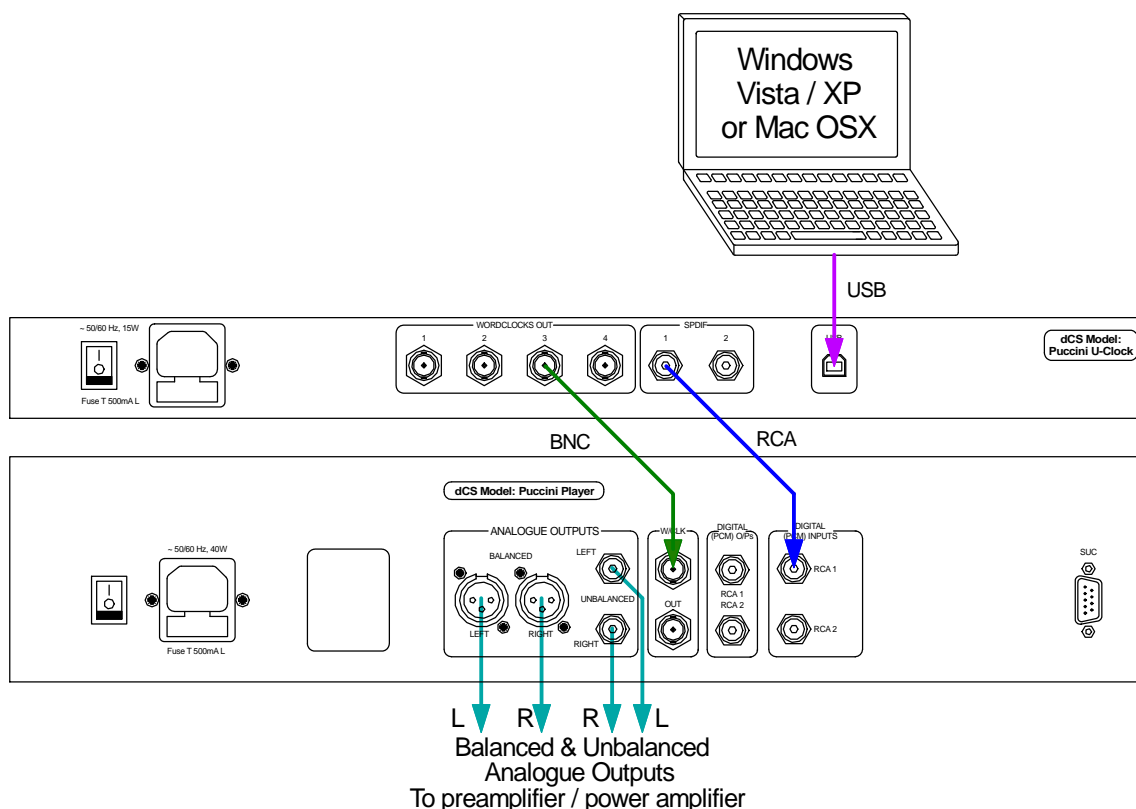 Windows
Vista / XP
or Mac OSX
USB
~ 50/60 Hz, 15W
Fuse T 500mA L
WORDCLOCKS OUT
1 2 3 4
SPDIF
1 2
dCS Model:
Puccini U-Clock
BNC
RCA
dCS Model: Puccini Player
~ 50/60 Hz, 40W
Fuse T 500mA L
ANALOGUE OUTPUTS
BALANCED
LEFT
RIGHT
LEFT
UNBALANCED
RIGHT
W/CLK
OUT
DIGITAL
(PCM) O/Ps
RCA 1
RCA 2
DIGITAL
(PCM) INPUTS
RCA 1
RCA 2
SUC
L R R L
Balanced & Unbalanced
Analogue Outputs
To preamplifier / power amplifier